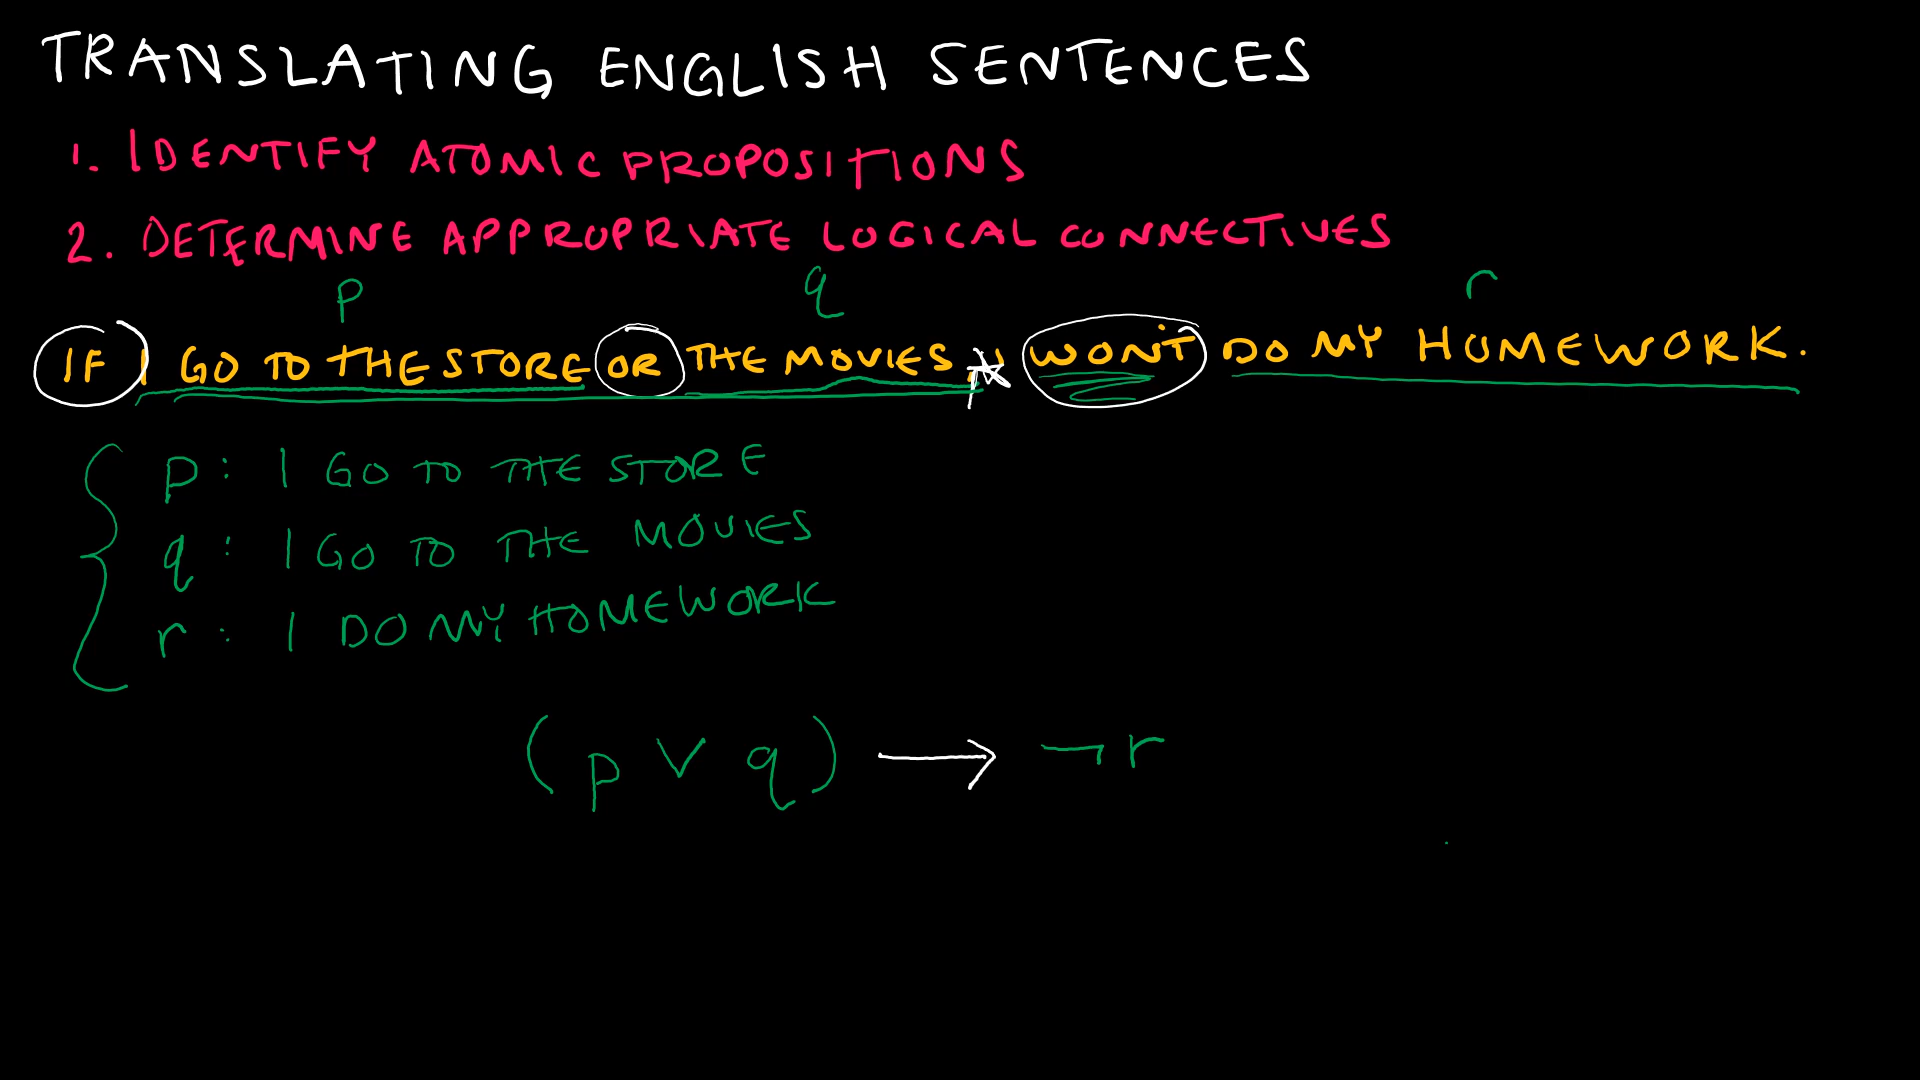 TRANSLATING ENGLISH SENTENCES
1. IDENTIFY ATOMIC PROPOSITIONS
2. DETERMINE APPROPRIATE LOGICAL CONNECTIVES
p q r
IF I GO TO THE STORE OR THE MOVIES, I WON'T DO MY HOMEWORK.
p: I GO TO THE STORE
q: I GO TO THE MOVIES
r: I DO MY HOMEWORK
(p ∨ q) → ¬r